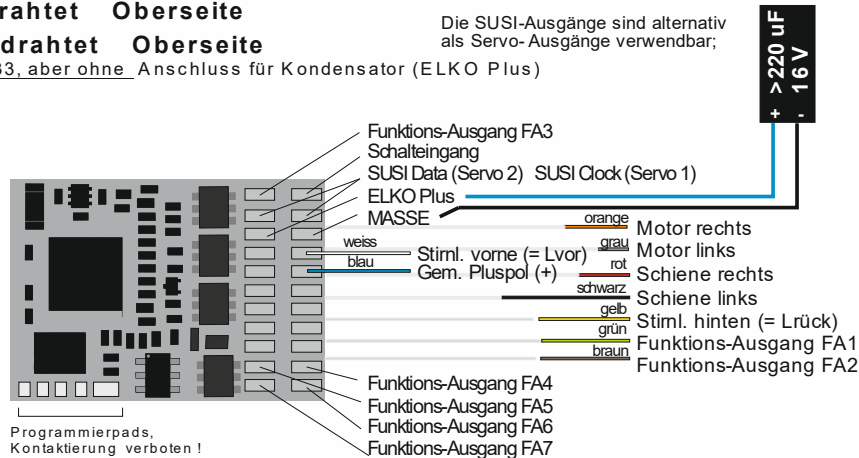 rahtet Oberseite
drahtet Oberseite
33, aber ohne Anschluss für Kondensator (ELKO Plus)
Die SUSI-Ausgänge sind alternativ
als Servo- Ausgänge verwendbar;
>220 uF
16 V
+ -
Funktions-Ausgang FA3
Schalteingang
SUSI Data (Servo 2) SUSI Clock (Servo 1)
ELKO Plus
MASSE
orange Motor rechts
grau Motor links
weiss Stirnl. vorne (= Lvor)
blau Gem. Pluspol (+)
rot Schiene rechts
schwarz Schiene links
gelb Stirnl. hinten (= Lrück)
grün Funktions-Ausgang FA1
braun Funktions-Ausgang FA2
Funktions-Ausgang FA4
Funktions-Ausgang FA5
Funktions-Ausgang FA6
Funktions-Ausgang FA7
Programmierpads,
Kontaktierung verboten !